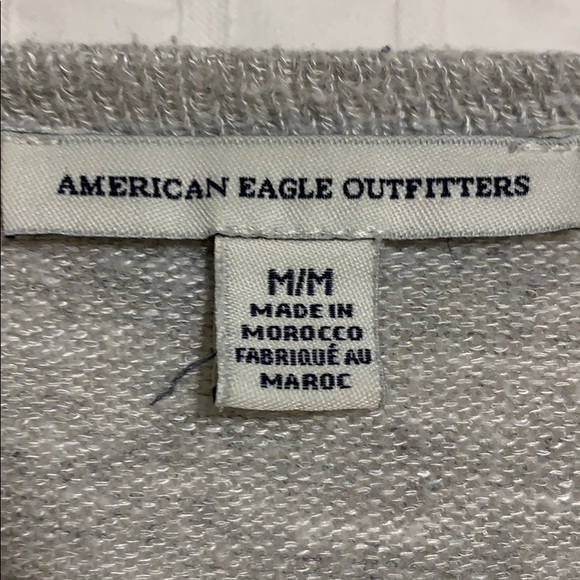 AMERICAN EAGLE OUTFITTERS
M/M
MADE IN
MOROCCO
FABRIQUÉ AU
MAROC